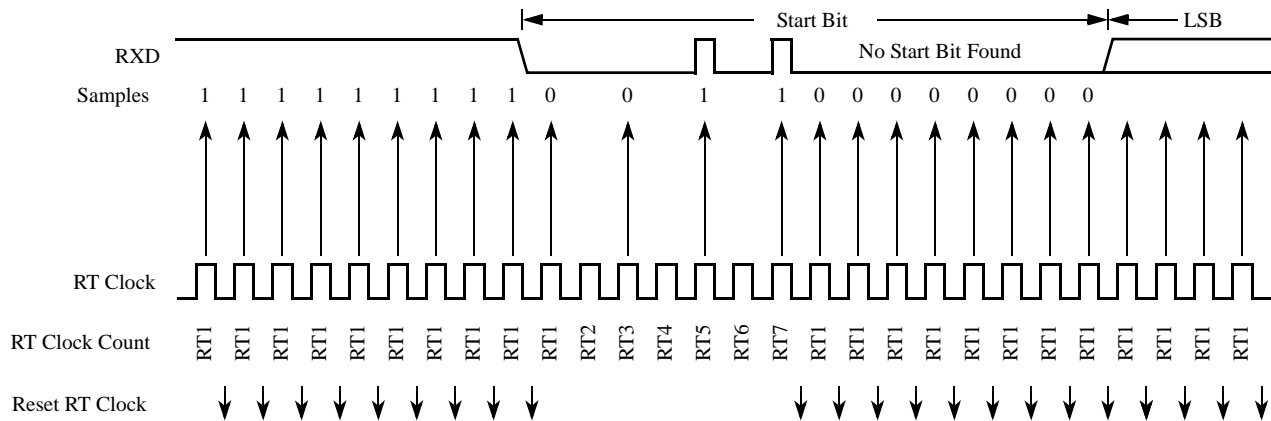 Start Bit LSB
RXD No Start Bit Found
Samples 1 1 1 1 1 1 1 1 1 0 0 1 1 0 0 0 0 0 0 0 0
RT Clock
RT Clock Count RT1 RT1 RT1 RT1 RT1 RT1 RT1 RT1 RT1 RT1 RT2 RT3 RT4 RT5 RT6 RT7 RT1 RT1 RT1 RT1 RT1 RT1 RT1 RT1 RT1 RT1 RT1 RT1
Reset RT Clock